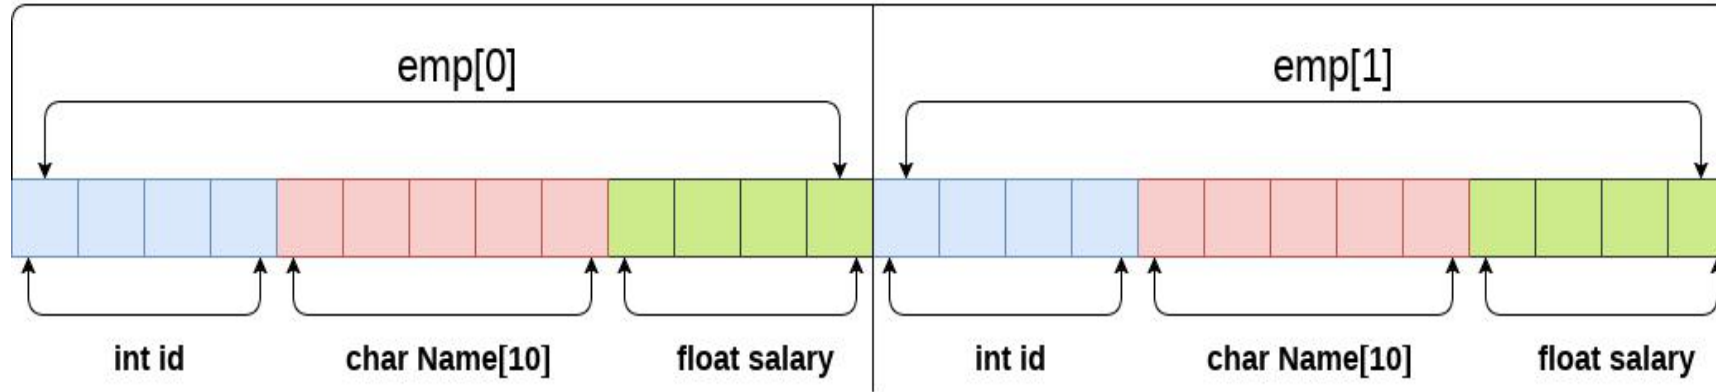 emp[0]
emp[1]
int id
char Name[10]
float salary
int id
char Name[10]
float salary